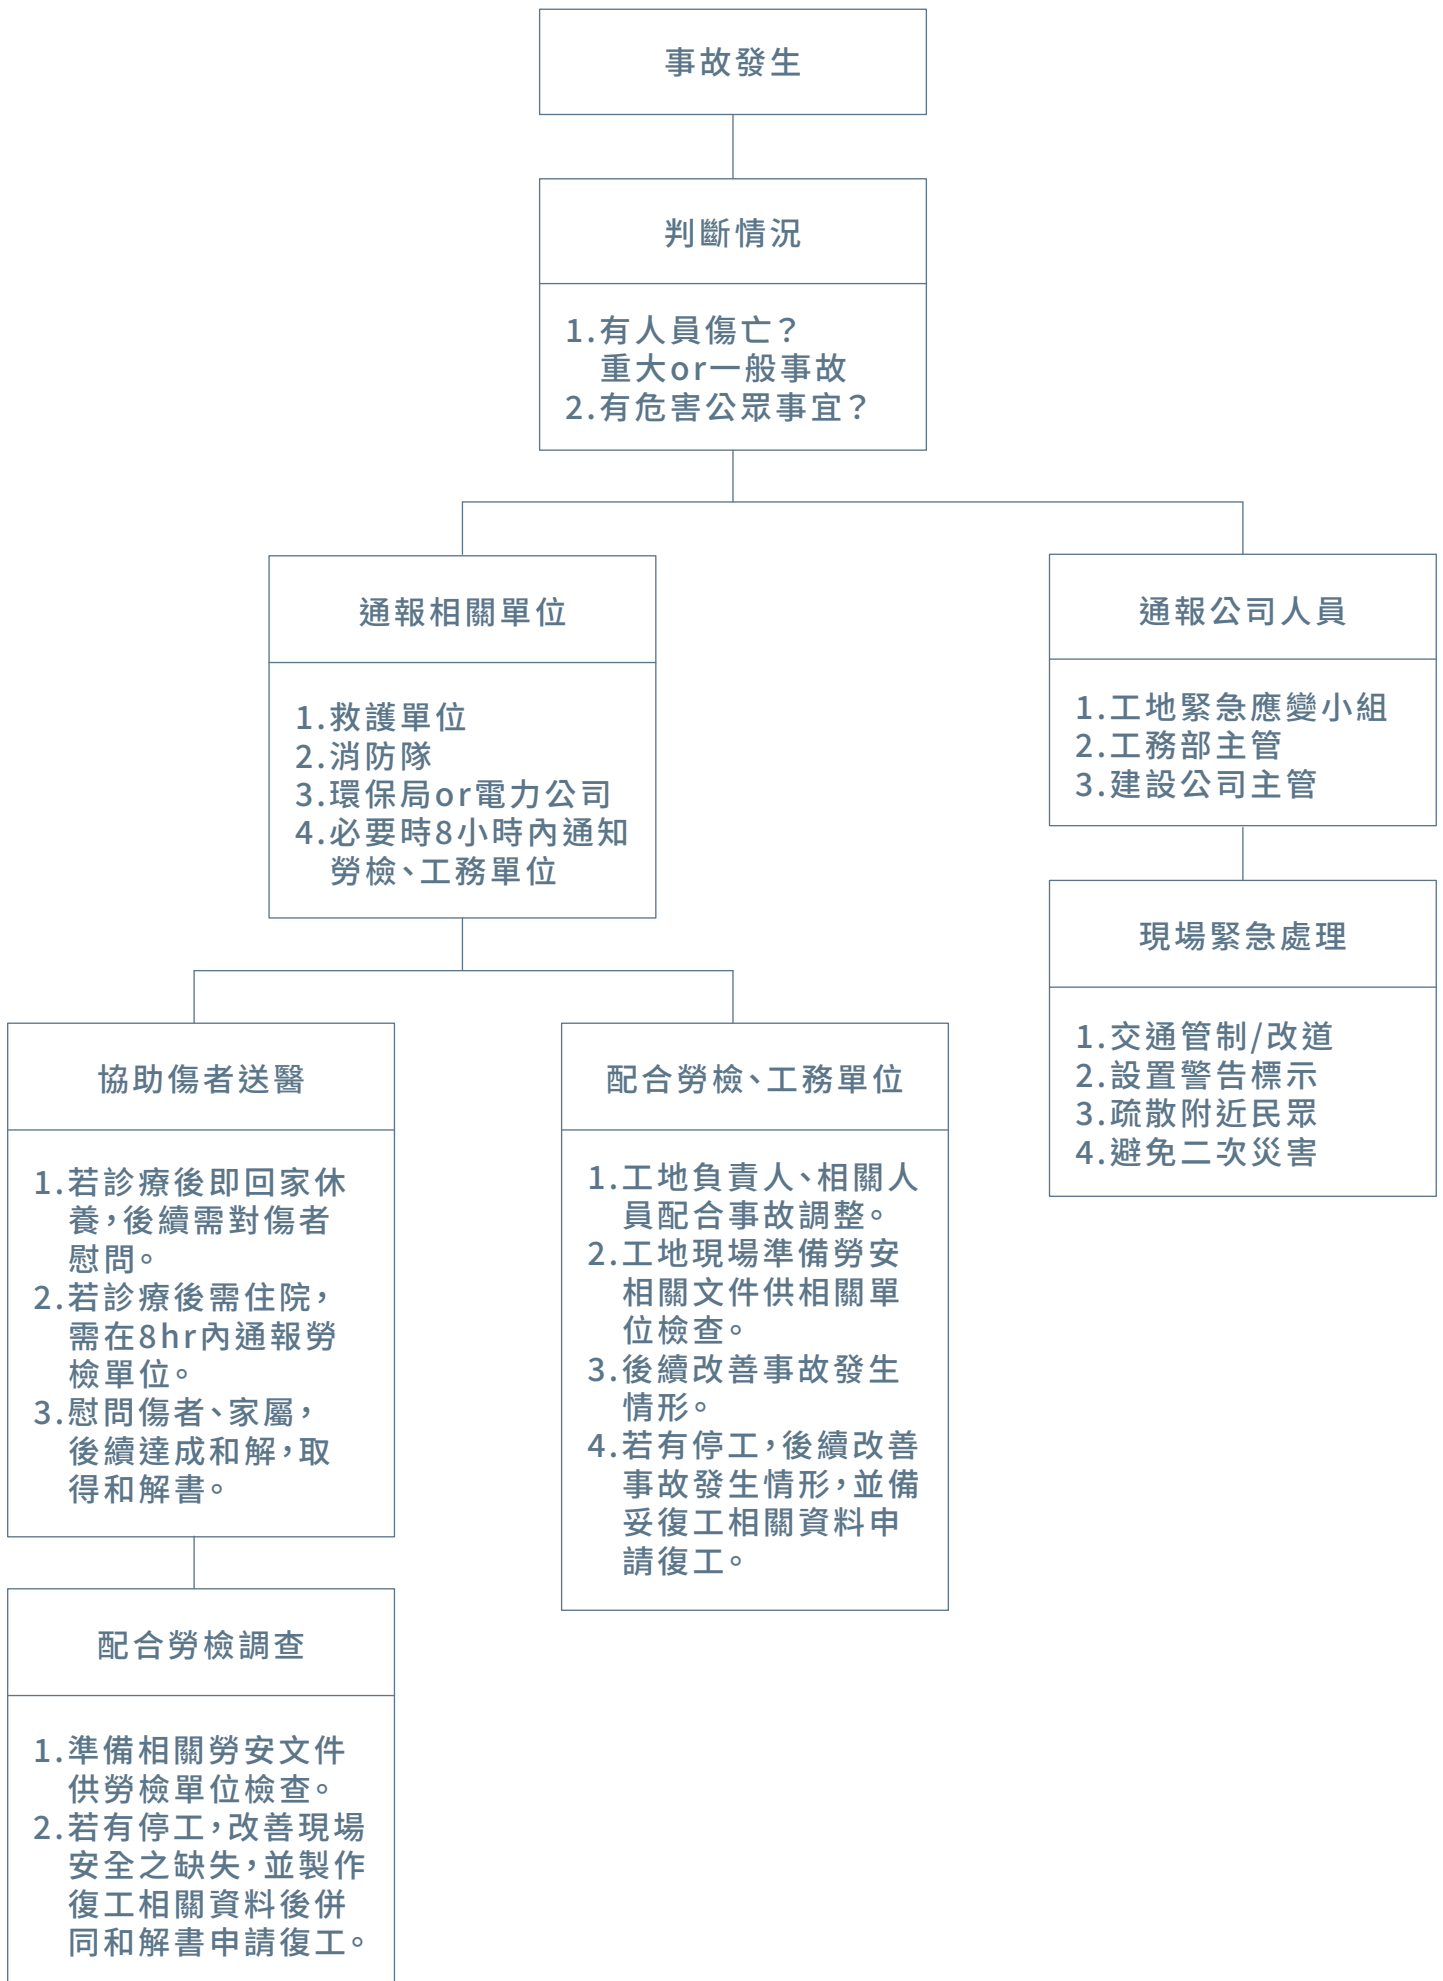 事故發生
判斷情況
1.有人員傷亡？
重大or一般事故
2.有危害公眾事宜？
通報相關單位
1.救護單位
2.消防隊
3.環保局or電力公司
4.必要時8小時內通知
勞檢、工務單位
通報公司人員
1.工地緊急應變小組
2.工務部主管
3.建設公司主管
現場緊急處理
1.交通管制/改道
2.設置警告標示
3.疏散附近民眾
4.避免二次災害
協助傷者送醫
1.若診療後即回家休
養，後續需對傷者
慰問。
2.若診療後需住院，
需在8hr內通報勞
檢單位。
3.慰問傷者、家屬，
後續達成和解，取
得和解書。
配合勞檢、工務單位
1.工地負責人、相關人
員配合事故調整。
2.工地現場準備勞安
相關文件供相關單
位檢查。
3.後續改善事故發生
情形。
4.若有停工，後續改善
事故發生情形，並備
妥復工相關資料申
請復工。
配合勞檢調查
1.準備相關勞安文件
供勞檢單位檢查。
2.若有停工，改善現場
安全之缺失，並製作
復工相關資料後併
同和解書申請復工。